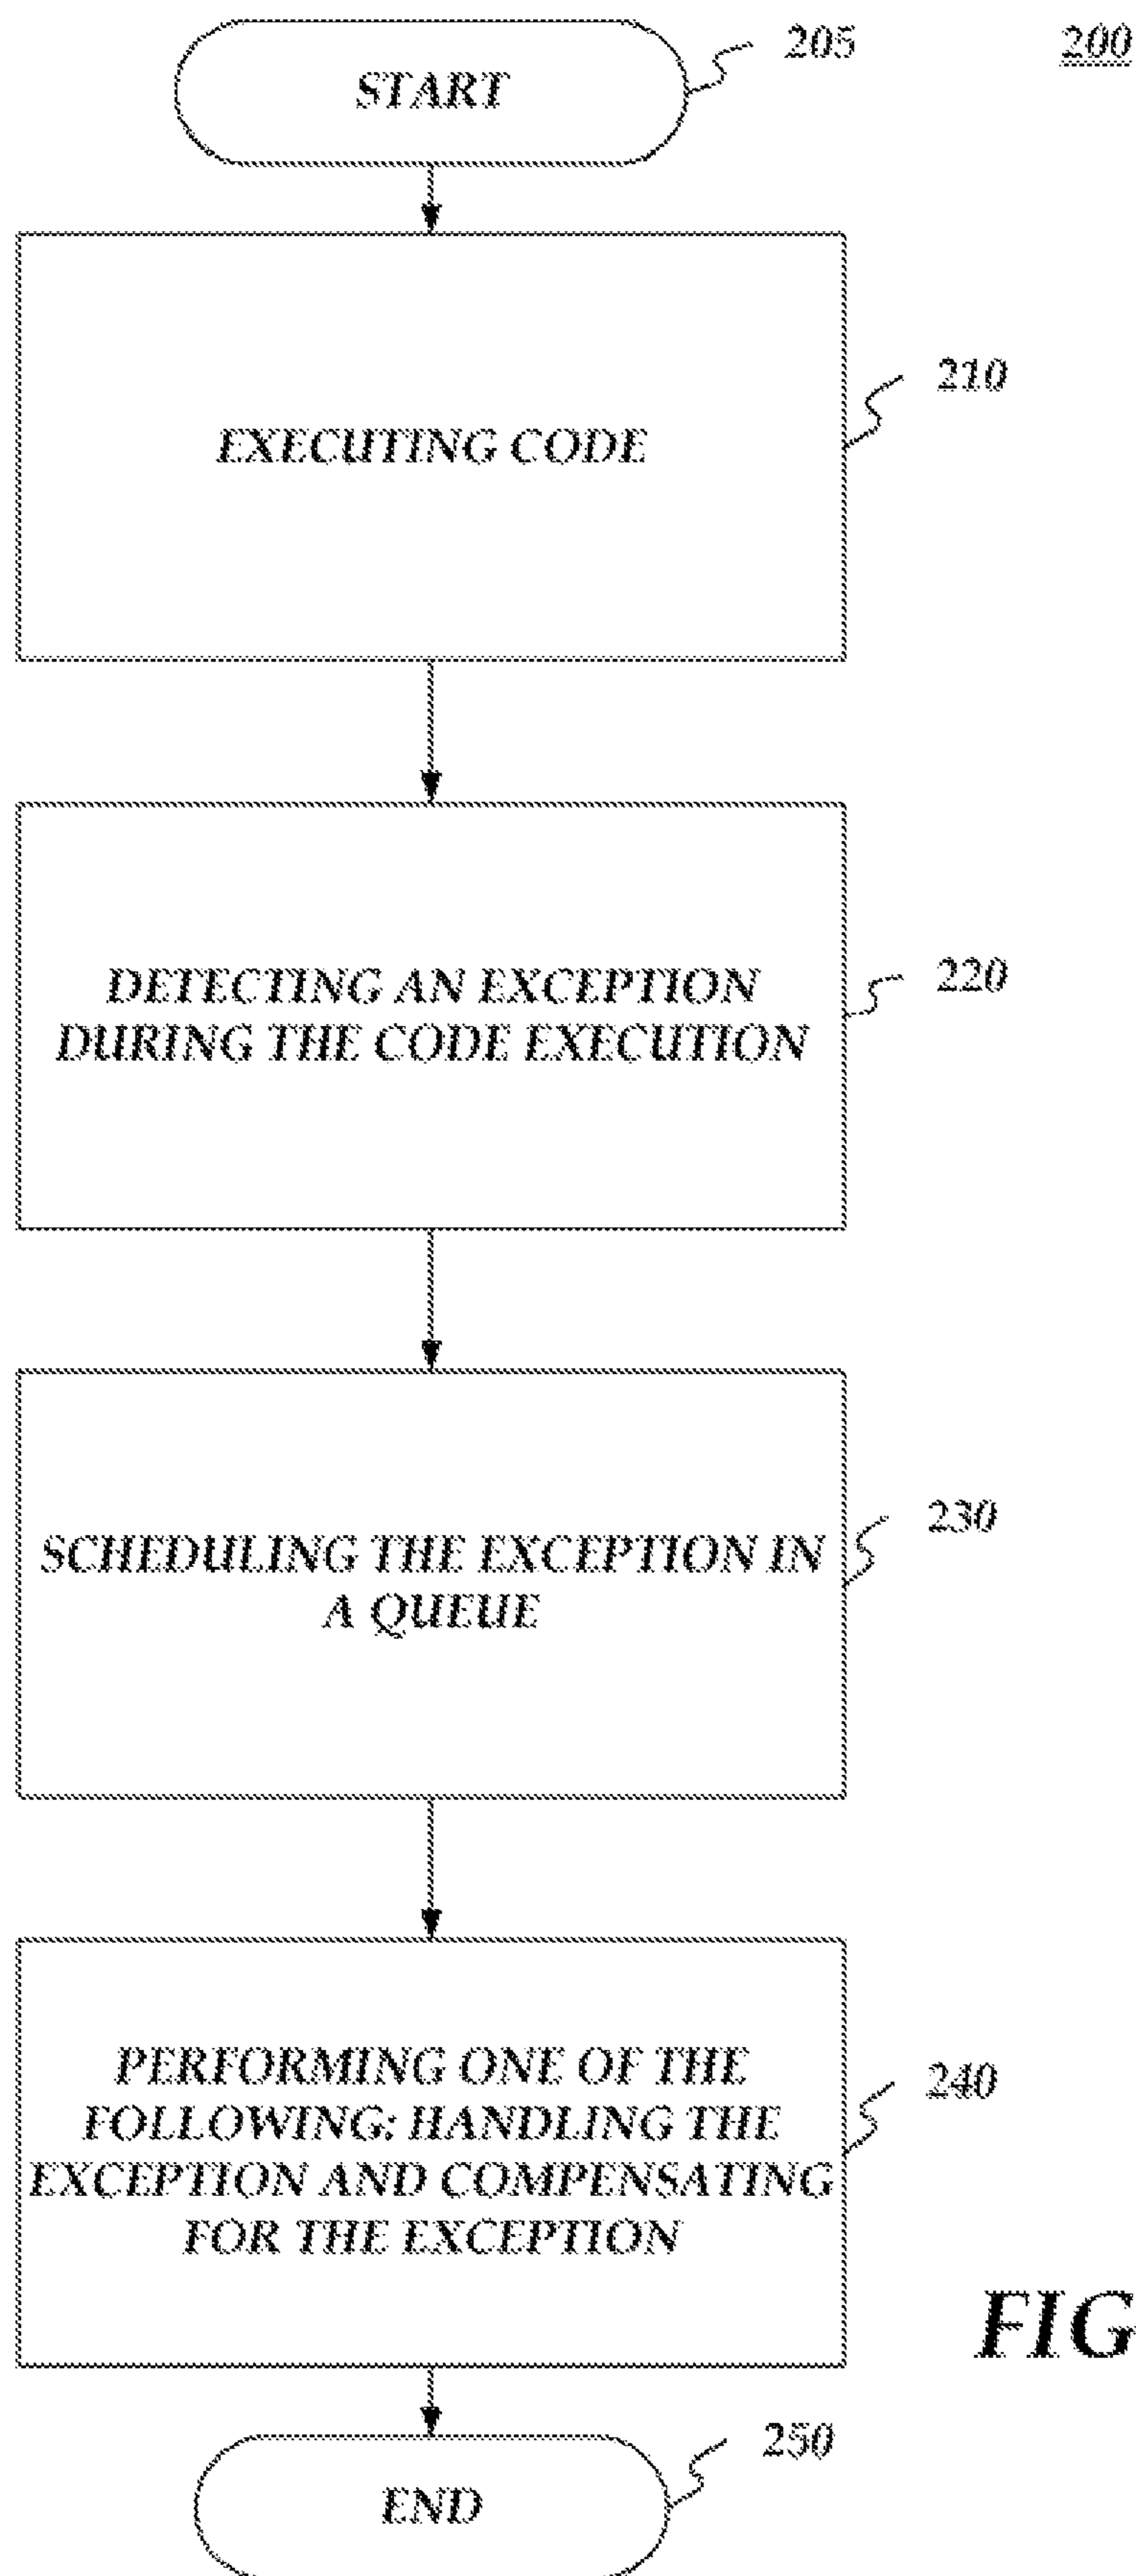 200
START
205
EXECUTING CODE
210
DETECTING AN EXCEPTION
DURING THE CODE EXECUTION
220
SCHEDULING THE EXCEPTION IN
A QUEUE
230
PERFORMING ONE OF THE
FOLLOWING: HANDLING THE
EXCEPTION AND COMPENSATING
FOR THE EXCEPTION
240
FIG
END
250